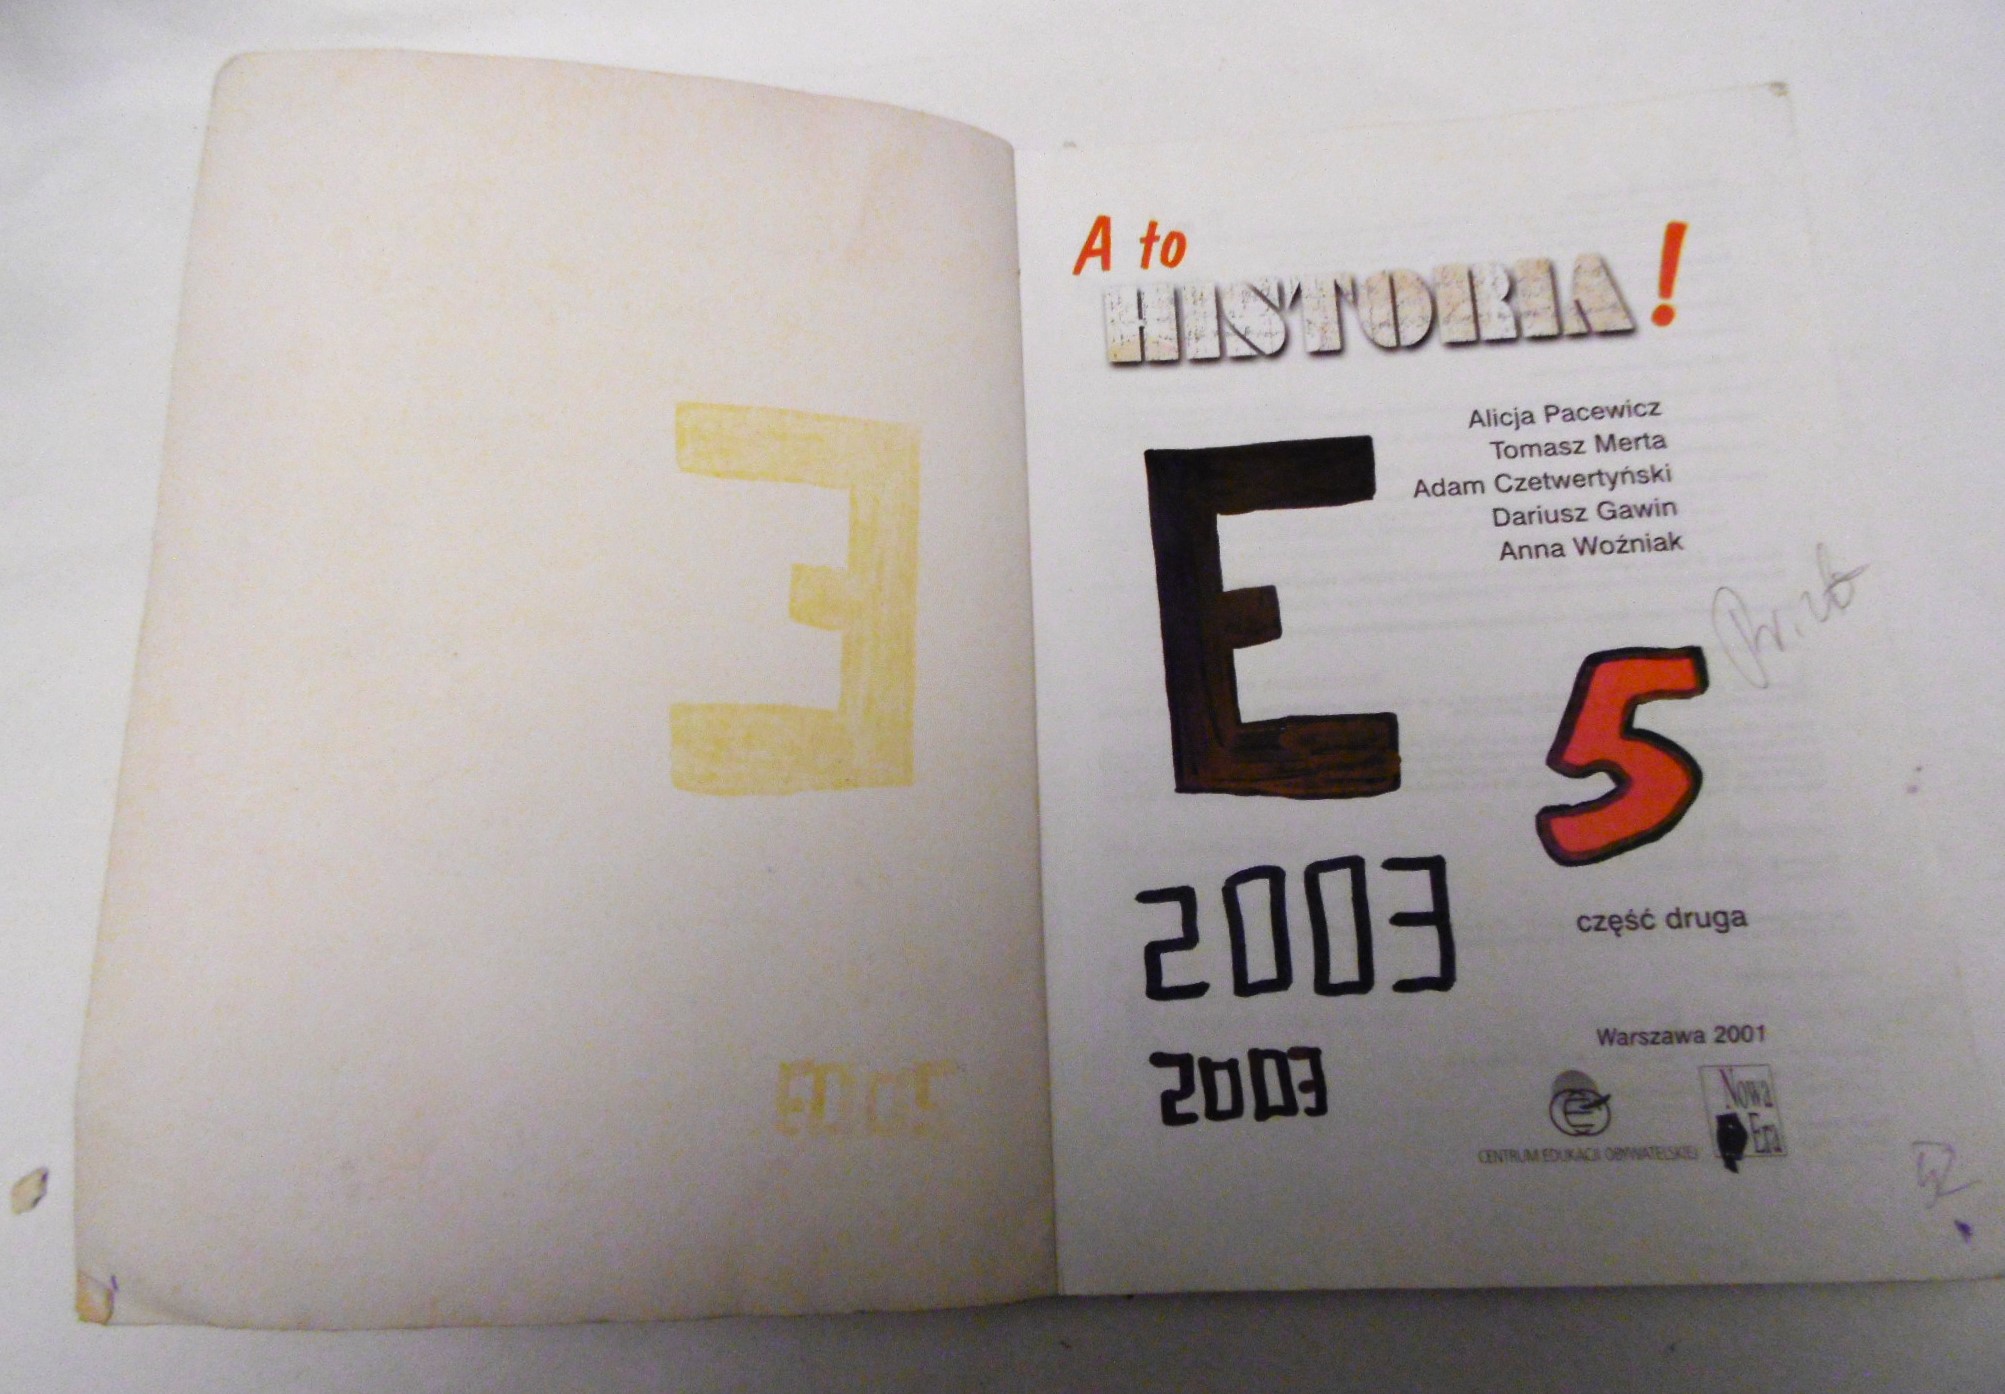 A to
HISTORIA!
Alicja Pacewicz
Tomasz Merta
Adam Czetwertyński
Dariusz Gawin
Anna Woźniak
E
5
2003
część druga
2003
Warszawa 2001
CENTRUM EDUKACJI OBYWATELSKIEJ
Nowa
Era